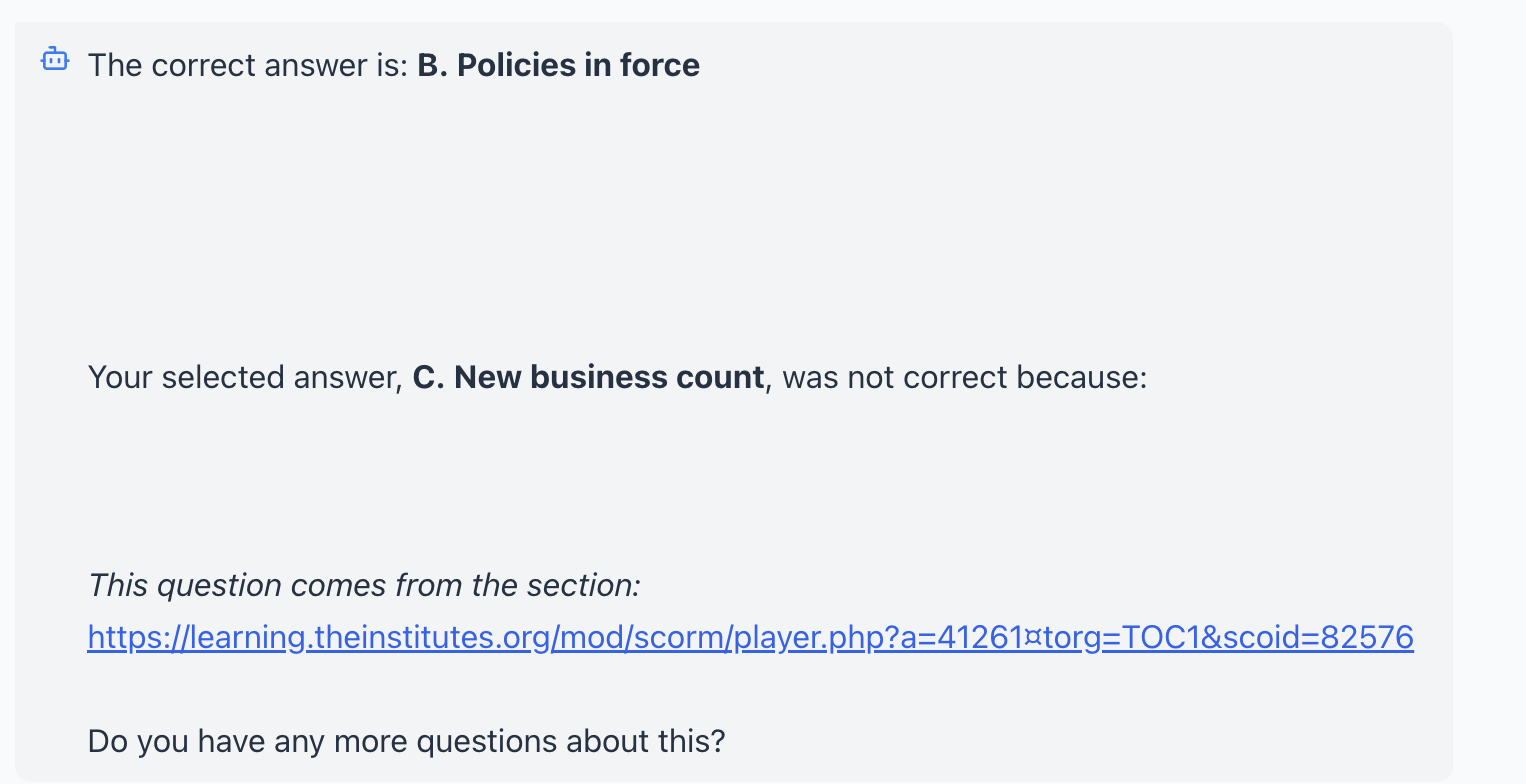 The correct answer is: B. Policies in force
Your selected answer, C. New business count, was not correct because:
This question comes from the section:
https://learning.theinstitutes.org/mod/scorm/player.php?a=41261¤torg=TOC1&scoid=82576
Do you have any more questions about this?